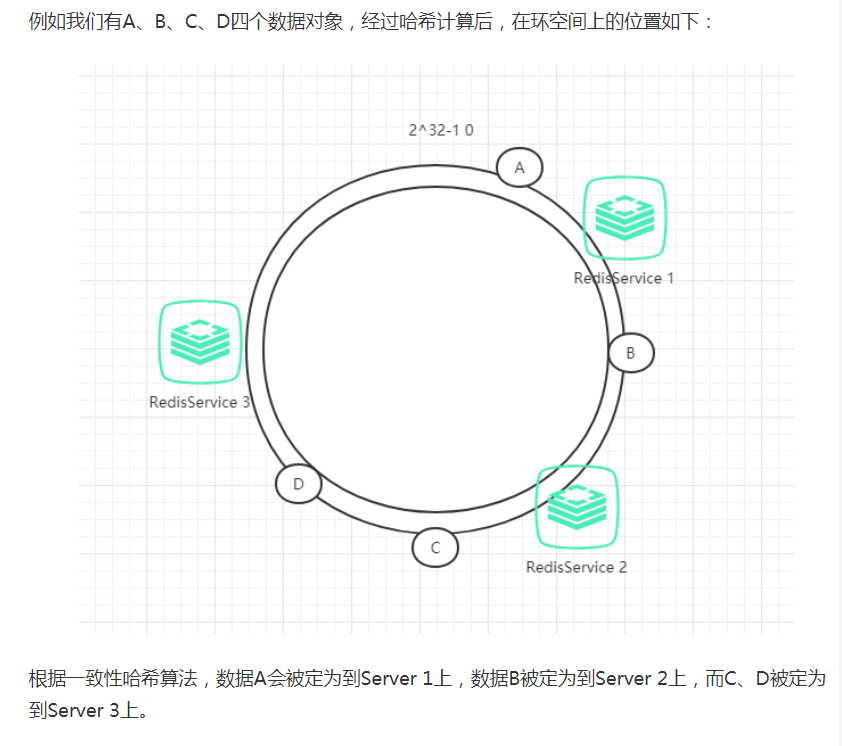 例如我们有A、B、C、D四个数据对象，经过哈希计算后，在环空间上的位置如下：
2^32-1 0
A
RedisService 1
B
RedisService 3
D
C
RedisService 2
根据一致性哈希算法，数据A会被定为到Server 1上，数据B被定为到Server 2上，而C、D被定为
到Server 3上。